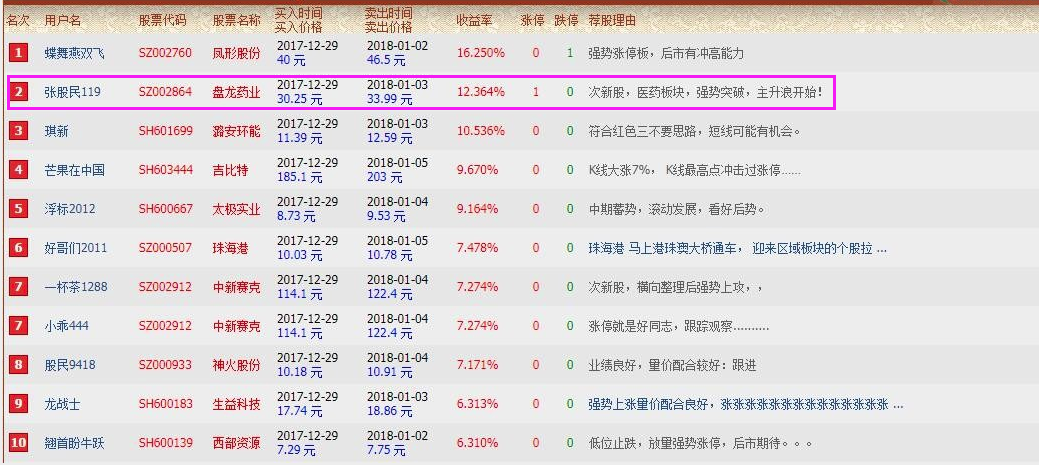 名次 用户名 股票代码 股票名称 买入时间 卖出时间 收益率 涨停 跌停 荐股理由
买入价格 卖出价格
1 蝶舞燕双飞 SZ002760 凤形股份 2017-12-29 2018-01-02 16.250% 0 1 强势涨停板，后市有冲高能力
40 元 46.5 元
2 张股民119 SZ002864 盘龙药业 2017-12-29 2018-01-03 12.364% 1 0 次新股，医药板块，强势突破，主升浪开始！
30.25 元 33.99 元
3 琪新 SH601699 潞安环能 2017-12-29 2018-01-03 10.536% 0 0 符合红色三不要思路，短线可能有机会。
11.39 元 12.59 元
4 芒果在中国 SH603444 吉比特 2017-12-29 2018-01-05 9.670% 0 0 K线大涨7%， K线最高点冲击过涨停......
185.1 元 203 元
5 浮标2012 SH600667 太极实业 2017-12-29 2018-01-04 9.164% 0 0 中期蓄势，滚动发展，看好后势。
8.73 元 9.53 元
6 好哥们2011 SZ000507 珠海港 2017-12-29 2018-01-05 7.478% 0 0 珠海港 马上港珠澳大桥通车， 迎来区域板块的个股拉 ...
10.03 元 10.78 元
7 一杯茶1288 SZ002912 中新赛克 2017-12-29 2018-01-04 7.274% 0 0 次新股，横向整理后强势上攻，，
114.1 元 122.4 元
7 小乖444 SZ002912 中新赛克 2017-12-29 2018-01-04 7.274% 0 0 涨停就是好同志，跟踪观察..........
114.1 元 122.4 元
8 股民9418 SZ000933 神火股份 2017-12-29 2018-01-04 7.171% 0 0 业绩良好，量价配合较好：跟进
10.18 元 10.91 元
9 龙战士 SH600183 生益科技 2017-12-29 2018-01-03 6.313% 0 0 强势上涨量价配合良好，涨涨涨涨涨涨涨涨涨涨涨涨涨涨 ...
17.74 元 18.86 元
10 翘首盼牛跃 SH600139 西部资源 2017-12-29 2018-01-02 6.310% 0 0 低位止跌，放量强势涨停，后市期待。。。
7.29 元 7.75 元